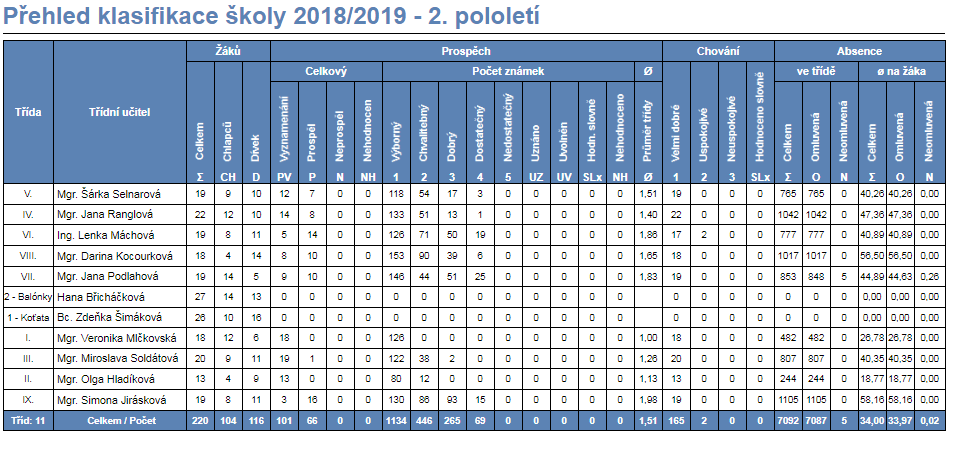 Přehled klasifikace školy 2018/2019 - 2. pololetí
Třída Třídní učitel Žáků Prospěch Chování Absence
Celkový Počet známek Ø ve třídě ø na žáka
Celkem Chlapců Dívek Vyznamenání Prospěl Neprospěl Nehodnocen Výborný Chvalitebný Dobrý Dostatečný Nedostatečný Uznáno Uvolněn Hodn. slovně Nehodnoceno Průměr třídy Velmi dobré Uspokojivé Neuspokojivé Hodnoceno slovně Celkem Omluvená Neomluvená Celkem Omluvená Neomluvená
Σ CH D PV P N NH 1 2 3 4 5 UZ UV SLx NH Ø 1 2 3 SLx Σ O N Σ O N
V. Mgr. Šárka Selnarová 19 9 10 12 7 0 0 118 54 17 3 0 0 0 0 0 1,51 19 0 0 0 765 765 0 40,26 40,26 0,00
IV. Mgr. Jana Ranglová 22 12 10 14 8 0 0 133 51 13 1 0 0 0 0 0 1,40 22 0 0 0 1042 1042 0 47,36 47,36 0,00
VI. Ing. Lenka Máchová 19 8 11 5 14 0 0 126 71 50 19 0 0 0 0 0 1,86 17 2 0 0 777 777 0 40,89 40,89 0,00
VIII. Mgr. Darina Kocourková 18 4 14 8 10 0 0 153 90 39 6 0 0 0 0 0 1,65 18 0 0 0 1017 1017 0 56,50 56,50 0,00
VII. Mgr. Jana Podlahová 19 14 5 9 10 0 0 146 44 51 25 0 0 0 0 0 1,83 19 0 0 0 853 848 5 44,89 44,63 0,26
2 - Balónky Hana Břicháčková 27 14 13 0 0 0 0 0 0 0 0 0 0 0 0 0 0 0 0 0 0 0 0 0,00 0,00 0,00
1 - Koťata Bc. Zdeňka Šimáková 26 10 16 0 0 0 0 0 0 0 0 0 0 0 0 0 0 0 0 0 0 0 0 0,00 0,00 0,00
I. Mgr. Veronika Mlčkovská 18 12 6 18 0 0 0 126 0 0 0 0 0 0 0 0 1,00 18 0 0 0 482 482 0 26,78 26,78 0,00
III. Mgr. Miroslava Soldátová 20 9 11 19 1 0 0 122 38 2 0 0 0 0 0 0 1,26 20 0 0 0 807 807 0 40,35 40,35 0,00
II. Mgr. Olga Hladíková 13 4 9 13 0 0 0 80 12 0 0 0 0 0 0 0 1,13 13 0 0 0 244 244 0 18,77 18,77 0,00
IX. Mgr. Simona Jirásková 19 8 11 3 16 0 0 130 86 93 15 0 0 0 0 0 1,98 19 0 0 0 1105 1105 0 58,16 58,16 0,00
Tříd: 11 Celkem / Počet 220 104 116 101 66 0 0 1134 446 265 69 0 0 0 0 0 1,51 165 2 0 0 7092 7087 5 34,00 33,97 0,02